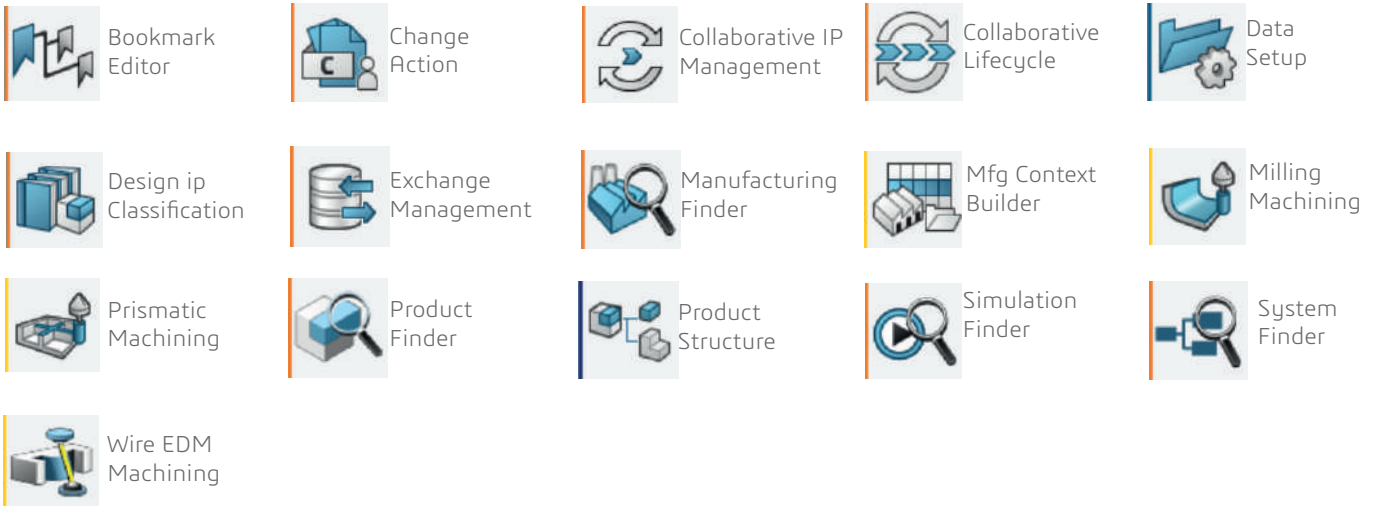 Bookmark
Editor
Change
Action
C
Collaborative IP
Management
Collaborative
Lifecycle
Data
Setup
Design ip
Classification
Exchange
Management
Manufacturing
Finder
Mfg Context
Builder
Milling
Machining
Prismatic
Machining
Product
Finder
Product
Structure
Simulation
Finder
System
Finder
Wire EDM
Machining